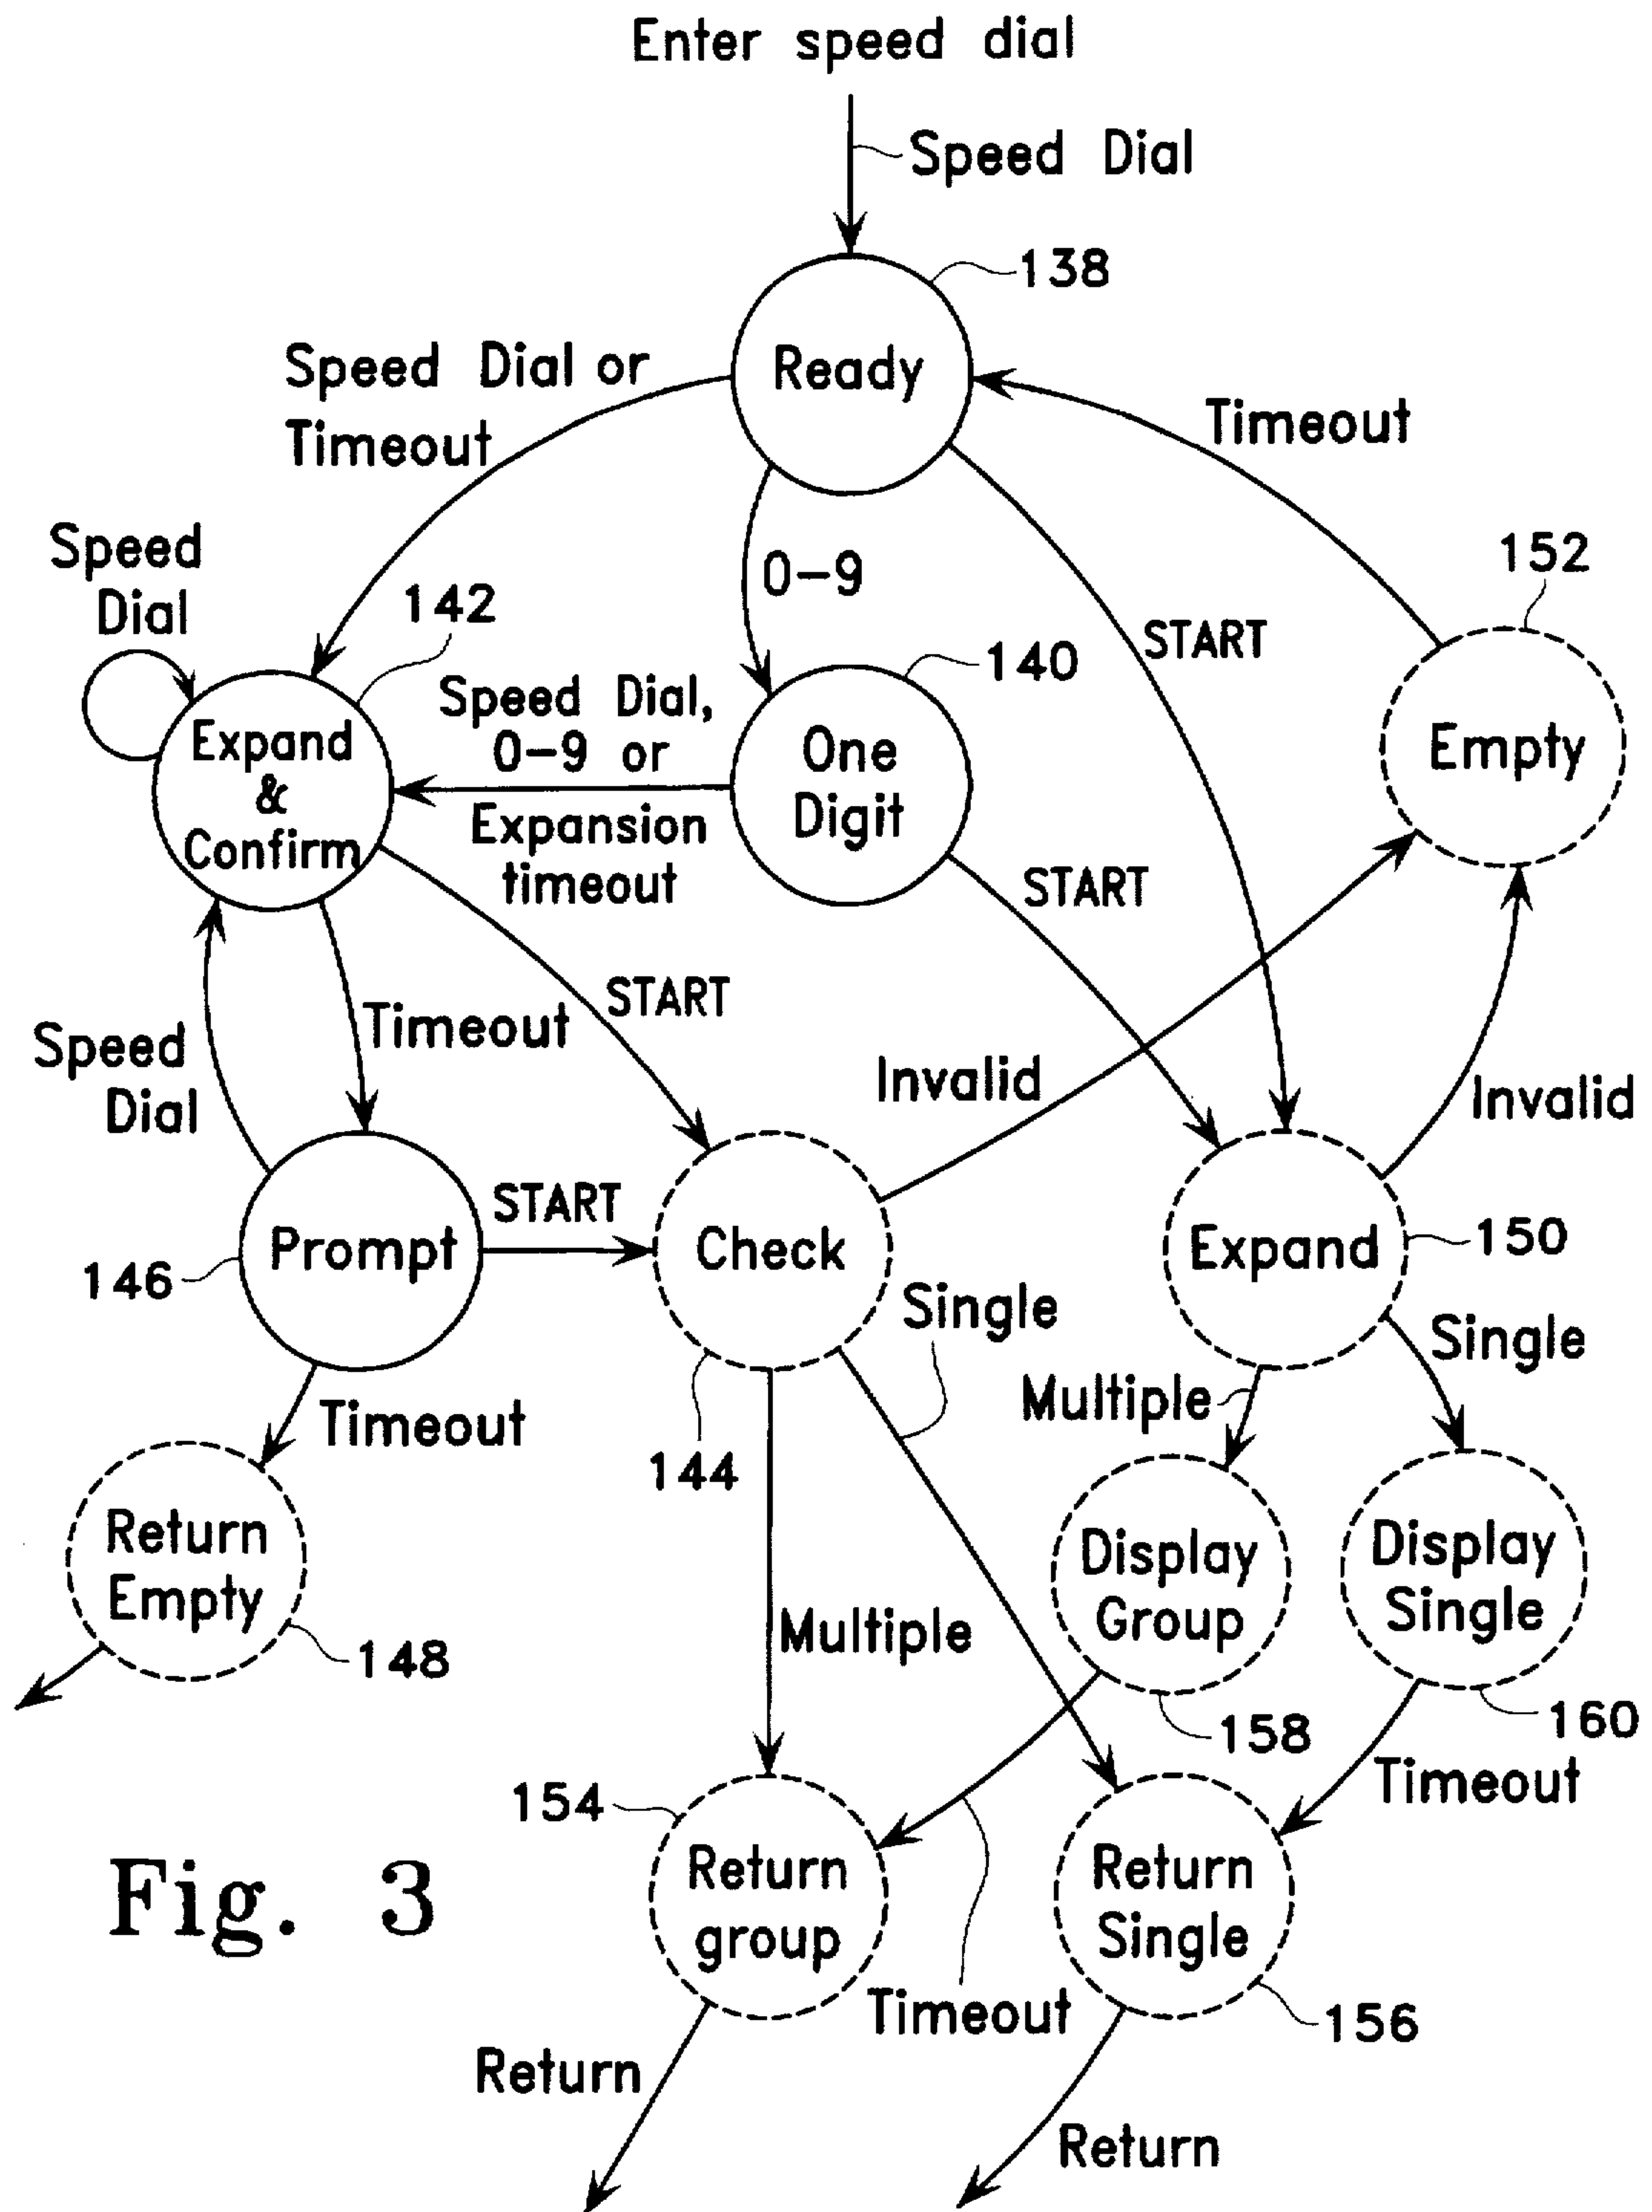 Enter speed dial
Speed Dial
138
Ready
Speed Dial or
Timeout
Timeout
0-9
START
152
Empty
Speed
Dial
142
Expand
&
Confirm
Speed Dial,
0-9 or
Expansion
timeout
140
One
Digit
START
START
Timeout
Speed
Dial
Invalid
Invalid
146
Prompt
START
Check
144
Expand
150
Single
Single
Multiple
Timeout
Return
Empty
148
Multiple
Display
Group
158
Display
Single
160
Timeout
154
Return
group
Return
Single
156
Timeout
Return
Return
Fig. 3